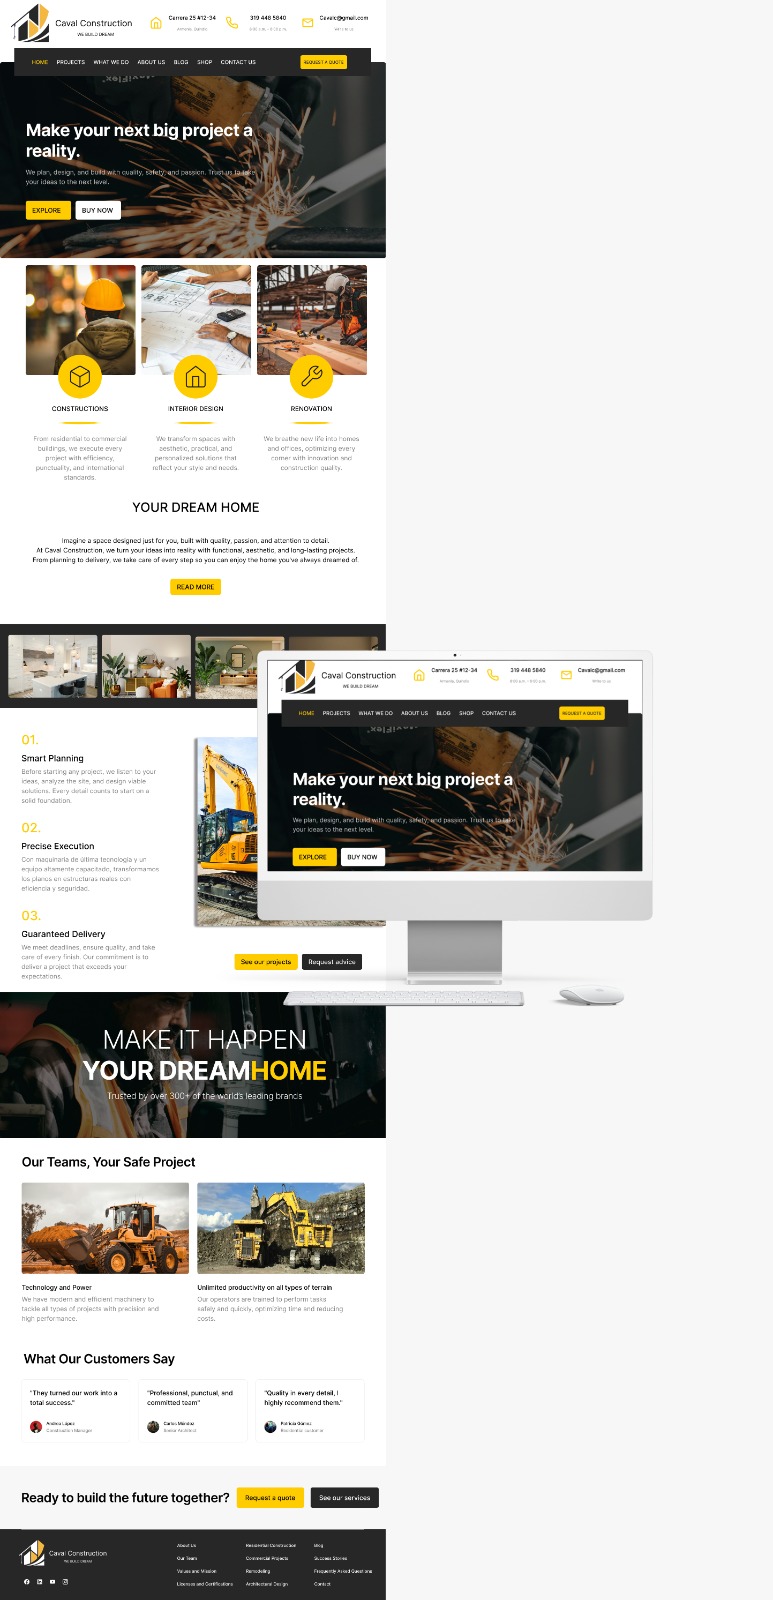 Caval Construction
WE BUILD DREAM
Carrera 25 #12-34
Armenia, Quindio
319 448 5840
8:00 a.m. - 6:00 p.m.
Cavalc@gmail.com
Write to us
HOME PROJECTS WHAT WE DO ABOUT US BLOG SHOP CONTACT US
REQUEST A QUOTE
Make your next big project a
reality.
We plan, design, and build with quality, safety, and passion. Trust us to take
your ideas to the next level.
EXPLORE
BUY NOW
CONSTRUCTIONS
From residential to commercial
buildings, we execute every
project with efficiency,
punctuality, and international
standards.
INTERIOR DESIGN
We transform spaces with
aesthetic, practical, and
personalized solutions that
reflect your style and needs.
RENOVATION
We breathe new life into homes
and offices, optimizing every
corner with innovation and
construction quality.
YOUR DREAM HOME
Imagine a space designed just for you, built with quality, passion, and attention to detail.
At Caval Construction, we turn your ideas into reality with functional, aesthetic, and long-lasting projects.
From planning to delivery, we take care of every step so you can enjoy the home you've always dreamed of.
READ MORE
01.
Smart Planning
Before starting any project, we listen to your
ideas, analyze the site, and design viable
solutions. Every detail counts to start on a
solid foundation.
02.
Precise Execution
Con maquinaria de última tecnología y un
equipo altamente capacitado, transformamos
los planos en estructuras reales con
eficiencia y seguridad.
03.
Guaranteed Delivery
We meet deadlines, ensure quality, and take
care of every finish. Our commitment is to
deliver a project that exceeds your
expectations.
See our projects
Request advice
Caval Construction
WE BUILD DREAM
Carrera 25 #12-34
Armenia, Quindio
319 448 5840
8:00 a.m. - 6:00 p.m.
Cavalc@gmail.com
Write to us
HOME PROJECTS WHAT WE DO ABOUT US BLOG SHOP CONTACT US
REQUEST A QUOTE
Make your next big project a
reality.
We plan, design, and build with quality, safety, and passion. Trust us to take
your ideas to the next level.
EXPLORE
BUY NOW
MAKE IT HAPPEN
YOUR DREAMHOME
Trusted by over 300+ of the world's leading brands
Our Teams, Your Safe Project
Technology and Power
We have modern and efficient machinery to
tackle all types of projects with precision and
high performance.
Unlimited productivity on all types of terrain
Our operators are trained to perform tasks
safely and quickly, optimizing time and reducing
costs.
What Our Customers Say
"They turned our work into a
total success."
Andrea López
Construction Manager
"Professional, punctual, and
committed team"
Carlos Méndez
Senior Architect
"Quality in every detail, I
highly recommend them."
Patricia Gómez
Residential customer
Ready to build the future together?
Request a quote
See our services
Caval Construction
WE BUILD DREAM
About Us
Our Team
Values and Mission
Licenses and Certifications
Residential Construction
Commercial Projects
Remodeling
Architectural Design
Blog
Success Stories
Frequently Asked Questions
Contact